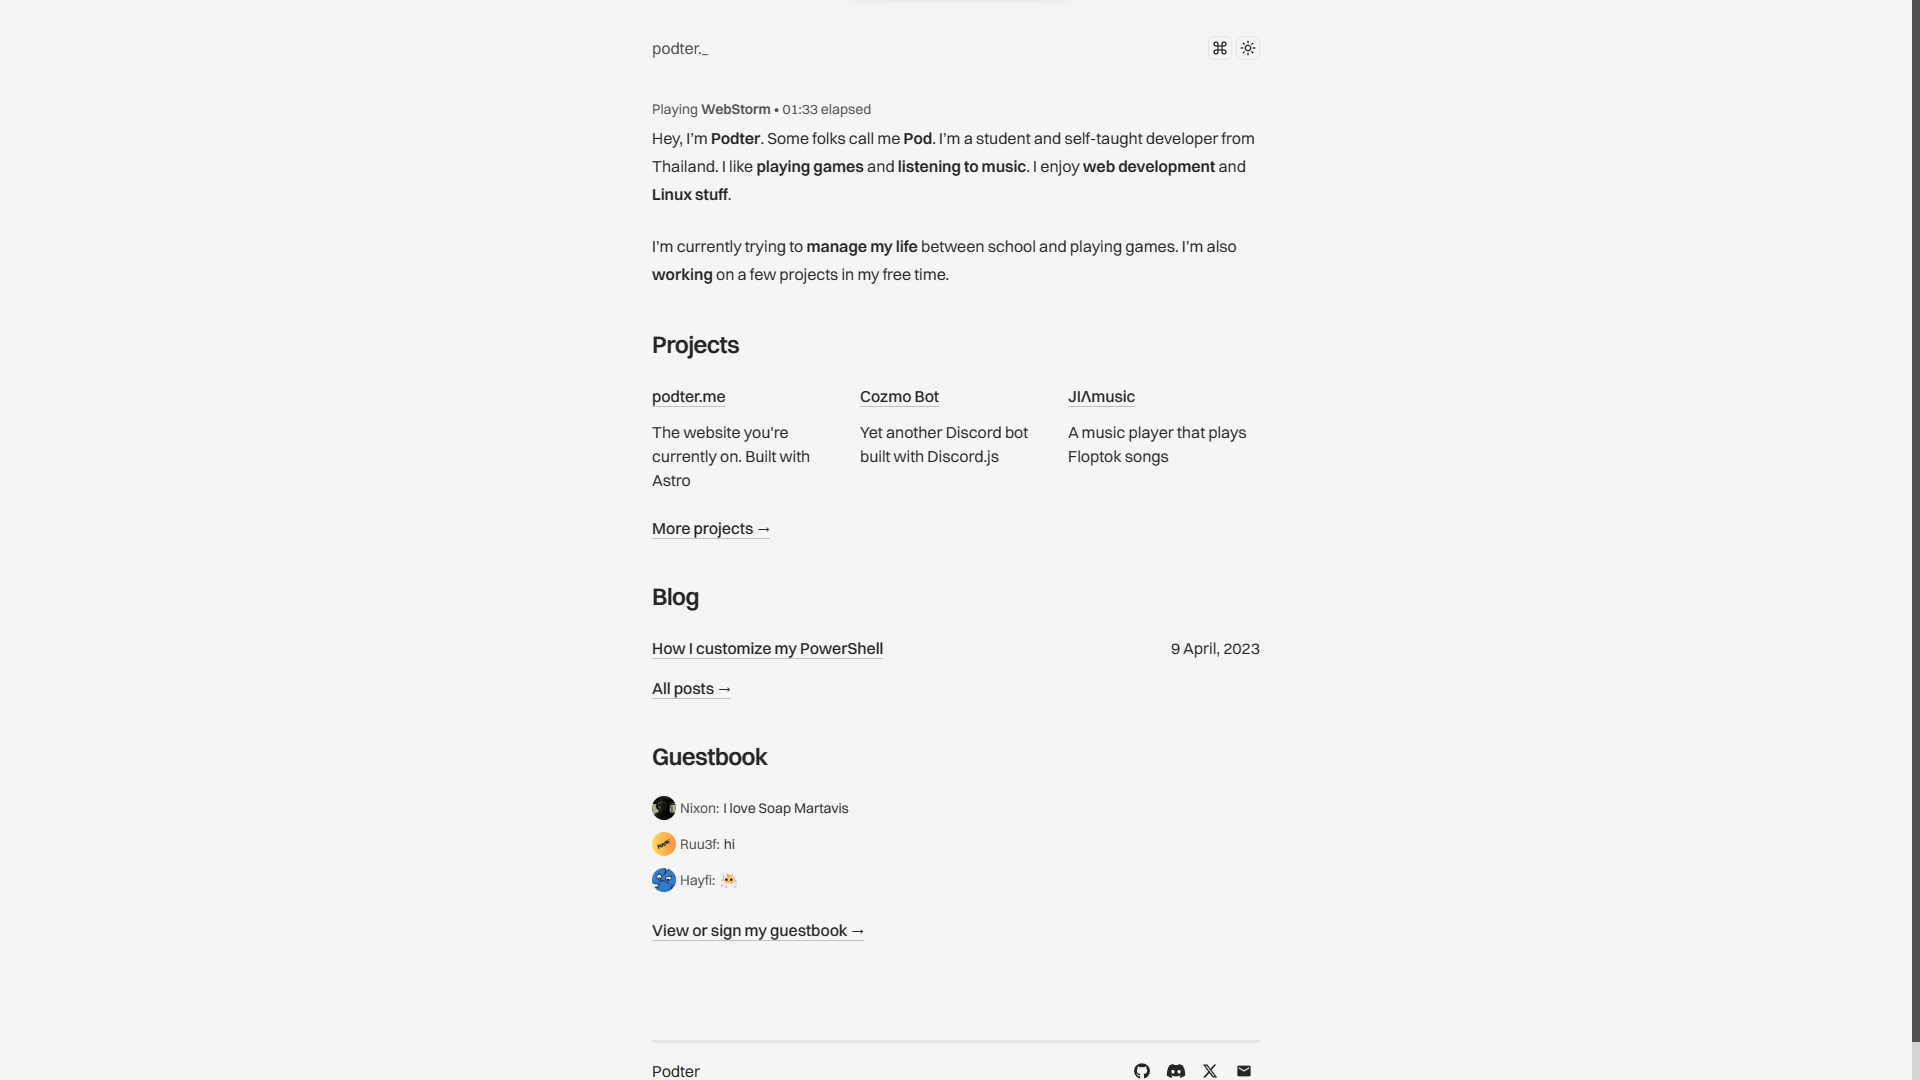 podter._
Playing WebStorm • 01:33 elapsed
Hey, I'm Podter. Some folks call me Pod. I'm a student and self-taught developer from
Thailand. I like playing games and listening to music. I enjoy web development and
Linux stuff.
I'm currently trying to manage my life between school and playing games. I'm also
working on a few projects in my free time.
Projects
podter.me
The website you're
currently on. Built with
Astro
Cozmo Bot
Yet another Discord bot
built with Discord.js
JIΛmusic
A music player that plays
Floptok songs
More projects →
Blog
How I customize my PowerShell 9 April, 2023
All posts →
Guestbook
Nixon: I love Soap Martavis
Ruu3f: hi
Hayfi:
View or sign my guestbook →
Podter